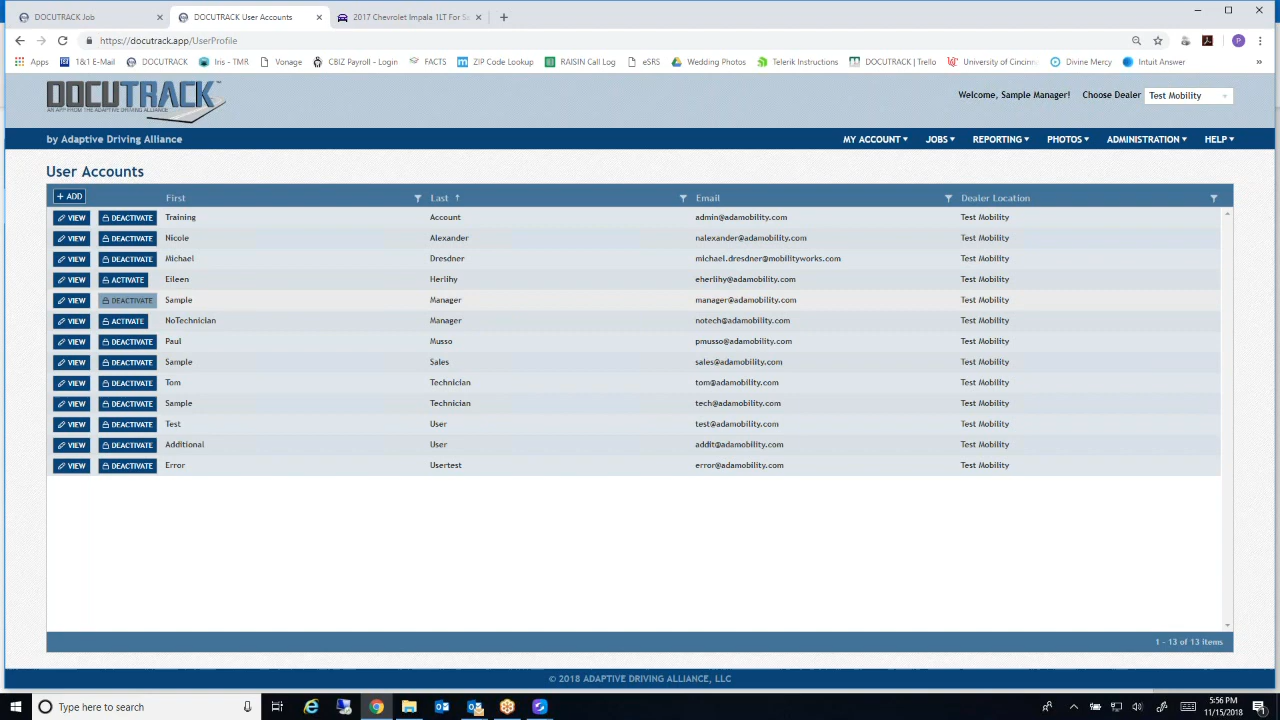 DOCUTRACK Job
DOCUTRACK User Accounts
2017 Chevrolet Impala 1LT For Sa
https://docutrack.app/UserProfile
Apps 1&1 E-Mail DOCUTRACK Iris - TMR Vonage CBIZ Payroll - Login FACTS ZIP Code Lookup RAISIN Call Log eSRS Wedding Photos Telerik Instructions DOCUTRACK | Trello University of Cincinn Divine Mercy Intuit Answer
DOCUTRACK
AN APP FROM THE ADAPTIVE DRIVING ALLIANCE
Welcome, Sample Manager! Choose Dealer Test Mobility
by Adaptive Driving Alliance
MY ACCOUNT JOBS REPORTING PHOTOS ADMINISTRATION HELP
User Accounts
+ ADD First Last ↑ Email Dealer Location
VIEW DEACTIVATE Training Account admin@adamobility.com Test Mobility
VIEW DEACTIVATE Nicole Alexander nalexander@adamobility.com Test Mobility
VIEW DEACTIVATE Michael Dresdner michael.dresdner@mobilityworks.com Test Mobility
VIEW ACTIVATE Eileen Herlihy eherlihy@adamobility.com Test Mobility
VIEW DEACTIVATE Sample Manager manager@adamobility.com Test Mobility
VIEW ACTIVATE NoTechnician Manager notech@adamobility.com Test Mobility
VIEW DEACTIVATE Paul Musso pmusso@adamobility.com Test Mobility
VIEW DEACTIVATE Sample Sales sales@adamobility.com Test Mobility
VIEW DEACTIVATE Tom Technician tom@adamobility.com Test Mobility
VIEW DEACTIVATE Sample Technician tech@adamobility.com Test Mobility
VIEW DEACTIVATE Test User test@adamobility.com Test Mobility
VIEW DEACTIVATE Additional User addit@adamobility.com Test Mobility
VIEW DEACTIVATE Error Usertest error@adamobility.com Test Mobility
1 - 13 of 13 items
© 2018 ADAPTIVE DRIVING ALLIANCE, LLC
Type here to search
5:56 PM
11/15/2018